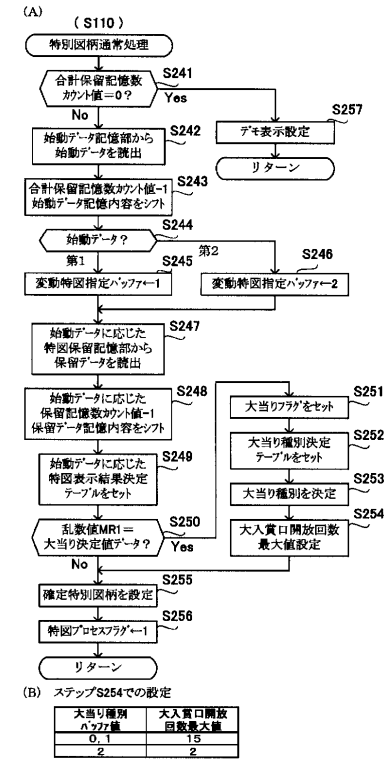 (A)
(S110)
特別図柄通常処理
S241
合計保留記憶数
カウント値=0?
Yes
No
S257
デモ表示設定
リターン
S242
始動データ記憶部から
始動データを読出
S243
合計保留記憶数カウント値-1
始動データ記憶内容をシフト
S244
始動データ?
第1
第2
S245
変動特図指定バッファ←1
S246
変動特図指定バッファ←2
S247
始動データに応じた
特図保留記憶部から
保留データを読出
S248
始動データに応じた
保留記憶数カウント値-1
保留データ記憶内容をシフト
S249
始動データに応じた
特図表示結果決定
テーブルをセット
S250
乱数値MR1=
大当り決定値データ?
Yes
No
S251
大当りフラグをセット
S252
大当り種別決定
テーブルをセット
S253
大当り種別を決定
S254
大入賞口開放回数
最大値設定
S255
確定特別図柄を設定
S256
特図プロセスフラグ←1
リターン
(B) ステップS254での設定
大当り種別
バッファ値
大入賞口開放
回数最大値
0, 1
15
2
2